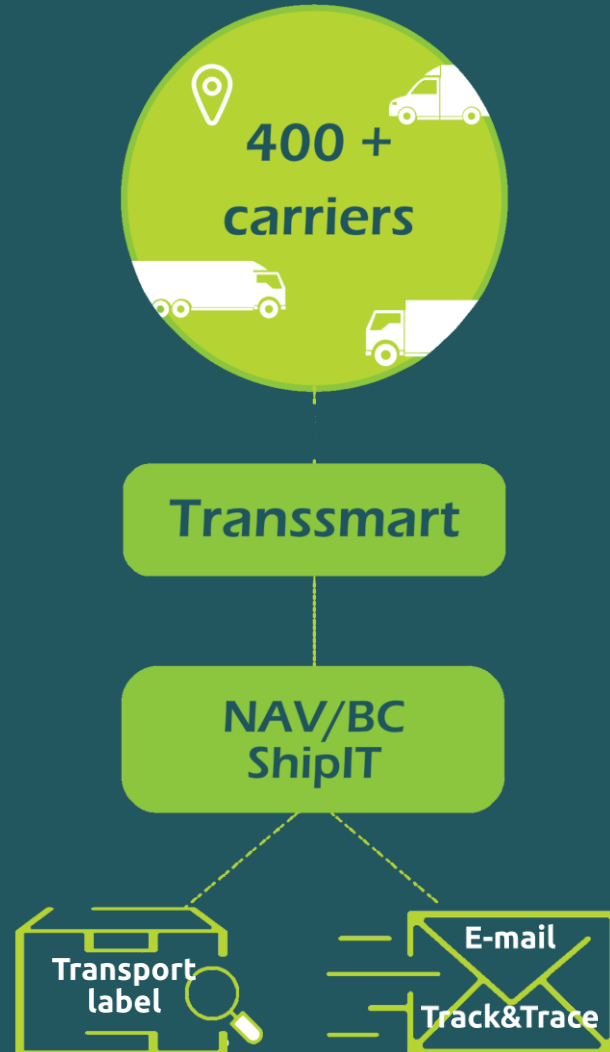 400 +
carriers
Transsmart
NAV/BC
ShipIT
Transport
label
E-mail
Track&Trace